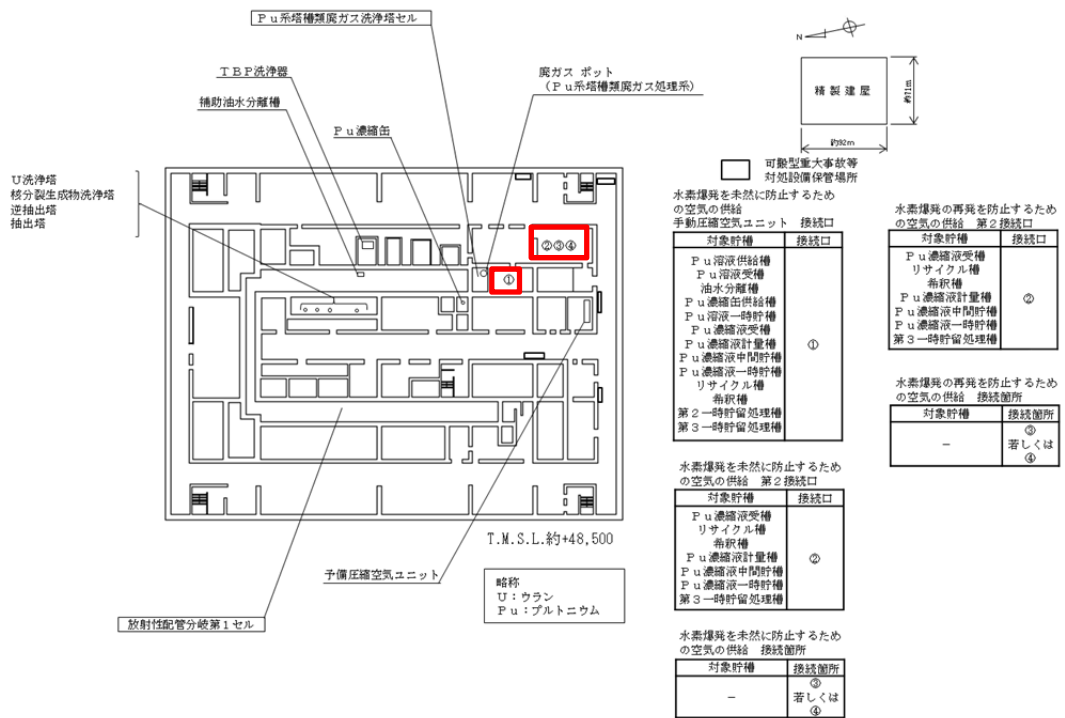 Ｐｕ系塔槽類廃ガス洗浄塔セル
ＴＢＰ洗浄器
補助油水分離槽
Ｐｕ濃縮缶
廃ガス ポット
（Ｐｕ系塔槽類廃ガス処理系）
Ｕ洗浄塔
核分裂生成物洗浄塔
逆抽出塔
抽出塔
①
②③④
予備圧縮空気ユニット
放射性配管分岐第１セル
T.M.S.L.約+48,500
略称
Ｕ：ウラン
Ｐｕ：プルトニウム
N
精製建屋
約71m
約92m
可搬型重大事故等
対処設備保管場所
水素爆発を未然に防止するため
の空気の供給
手動圧縮空気ユニット 接続口
対象貯槽 接続口
Ｐｕ溶液供給槽
Ｐｕ溶液受槽
油水分離槽
Ｐｕ濃縮缶供給槽
Ｐｕ溶液一時貯槽
Ｐｕ濃縮液受槽
Ｐｕ濃縮液計量槽
Ｐｕ濃縮液中間貯槽
Ｐｕ濃縮液一時貯槽
リサイクル槽
希釈槽
第２一時貯留処理槽
第３一時貯留処理槽
①
水素爆発を未然に防止するため
の空気の供給 第２接続口
対象貯槽 接続口
Ｐｕ濃縮液受槽
リサイクル槽
希釈槽
Ｐｕ濃縮液計量槽
Ｐｕ濃縮液中間貯槽
Ｐｕ濃縮液一時貯槽
第３一時貯留処理槽
②
水素爆発を未然に防止するため
の空気の供給 接続箇所
対象貯槽 接続箇所
－
③
若しくは
④
水素爆発の再発を防止するため
の空気の供給 第２接続口
対象貯槽 接続口
Ｐｕ濃縮液受槽
リサイクル槽
希釈槽
Ｐｕ濃縮液計量槽
Ｐｕ濃縮液中間貯槽
Ｐｕ濃縮液一時貯槽
第３一時貯留処理槽
②
水素爆発の再発を防止するため
の空気の供給 接続箇所
対象貯槽 接続箇所
－
③
若しくは
④